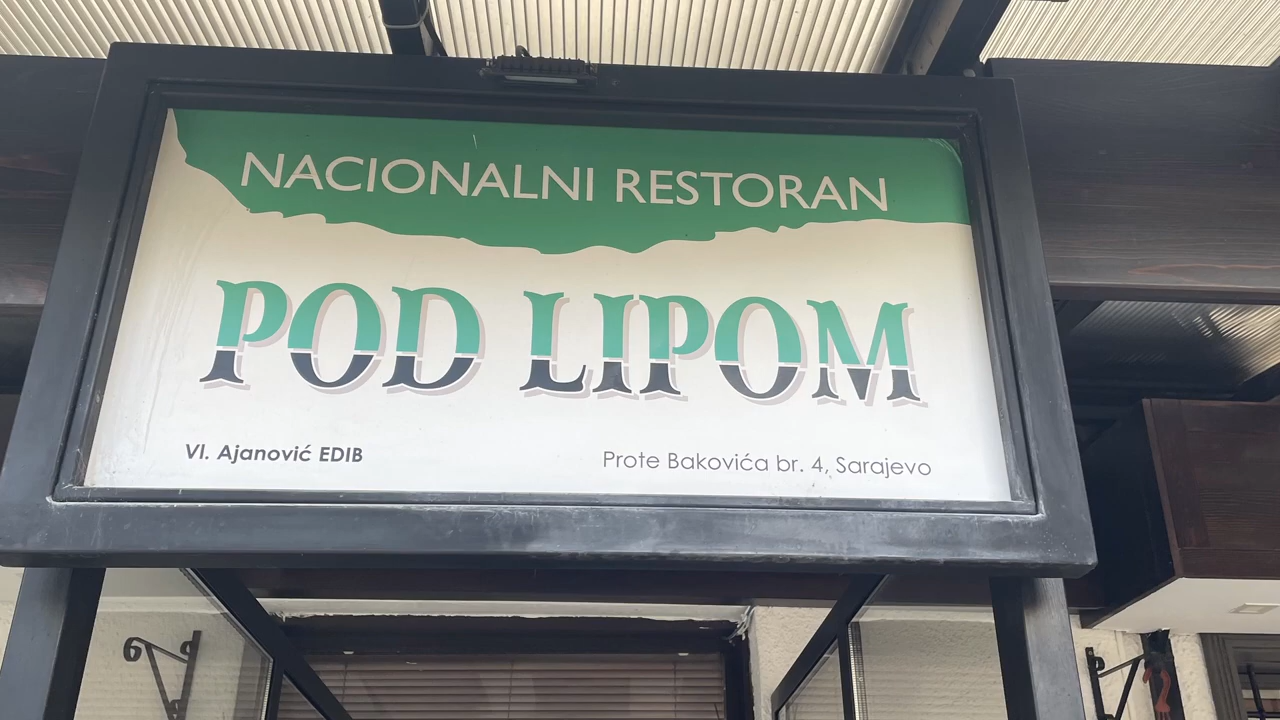 NACIONALNI RESTORAN
POD LIPOM
Vl. Ajanović EDIB
Prote Bakovića br. 4, Sarajevo